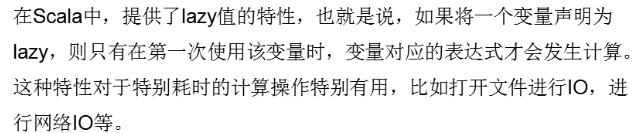 在Scala中，提供了lazy值的特性，也就是说，如果将一个变量声明为
lazy，则只有在第一次使用该变量时，变量对应的表达式才会发生计算。
这种特性对于特别耗时的计算操作特别有用，比如打开文件进行IO，进
行网络IO等。